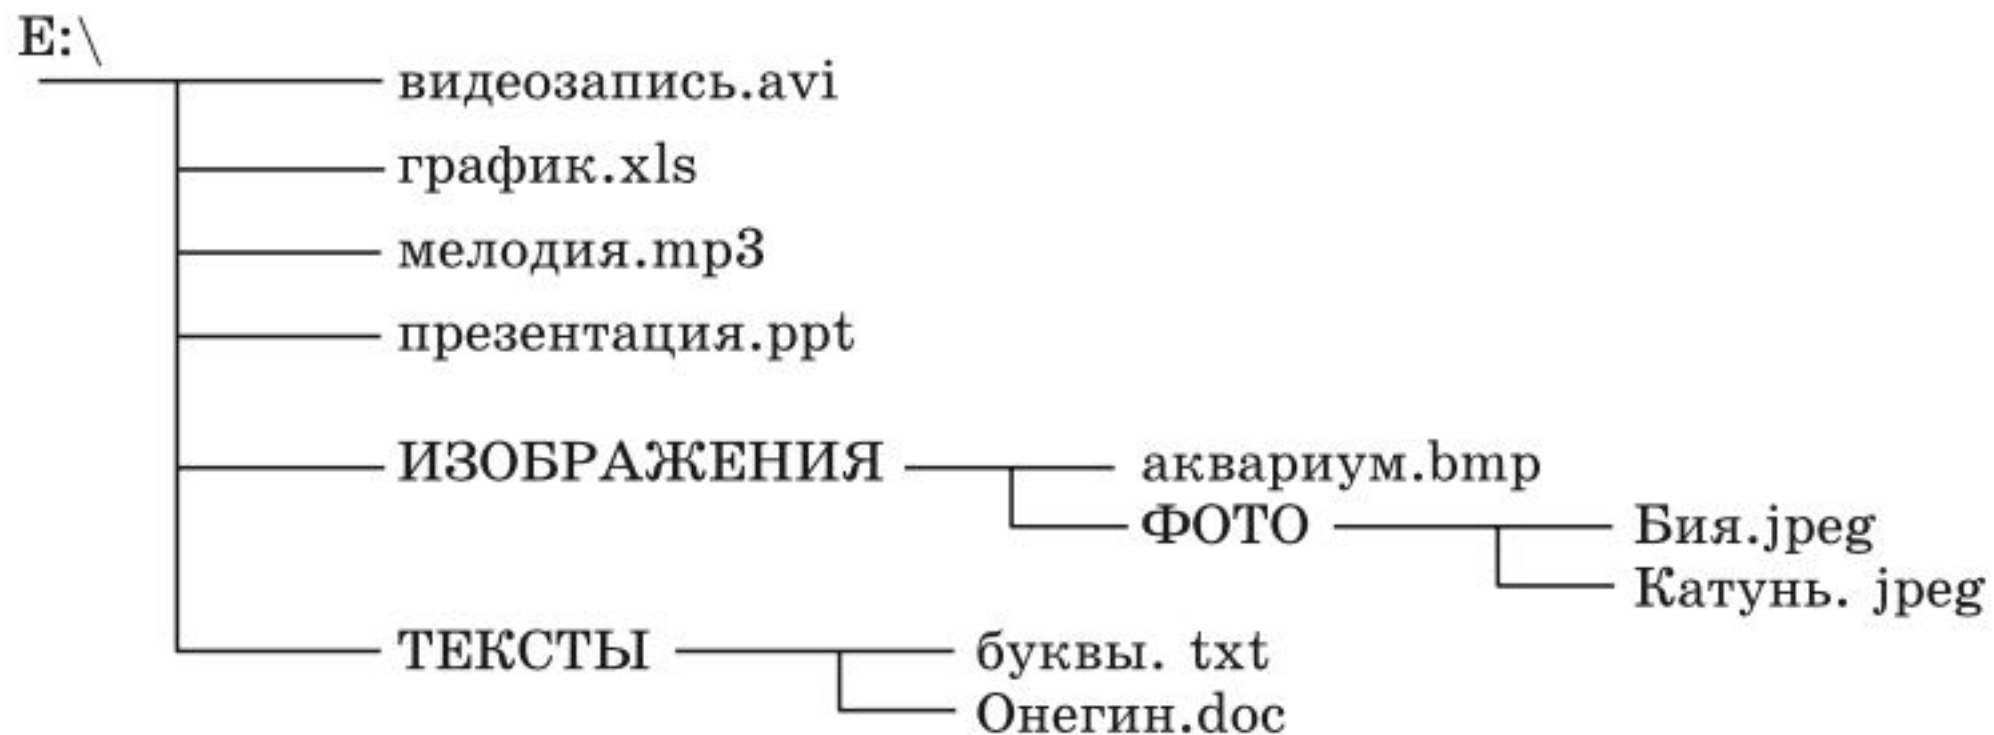 E:\
видеозапись.avi
график.xls
мелодия.mp3
презентация.ppt
ИЗОБРАЖЕНИЯ аквариум.bmp
ФОТО Бия.jpeg
Катунь. jpeg
ТЕКСТЫ буквы. txt
Онегин.doc